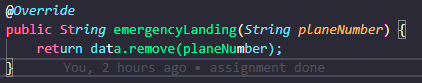 @Override
public String emergencyLanding(String planeNumber) {
    return data.remove(planeNumber);
}    You, 2 hours ago • assignment done